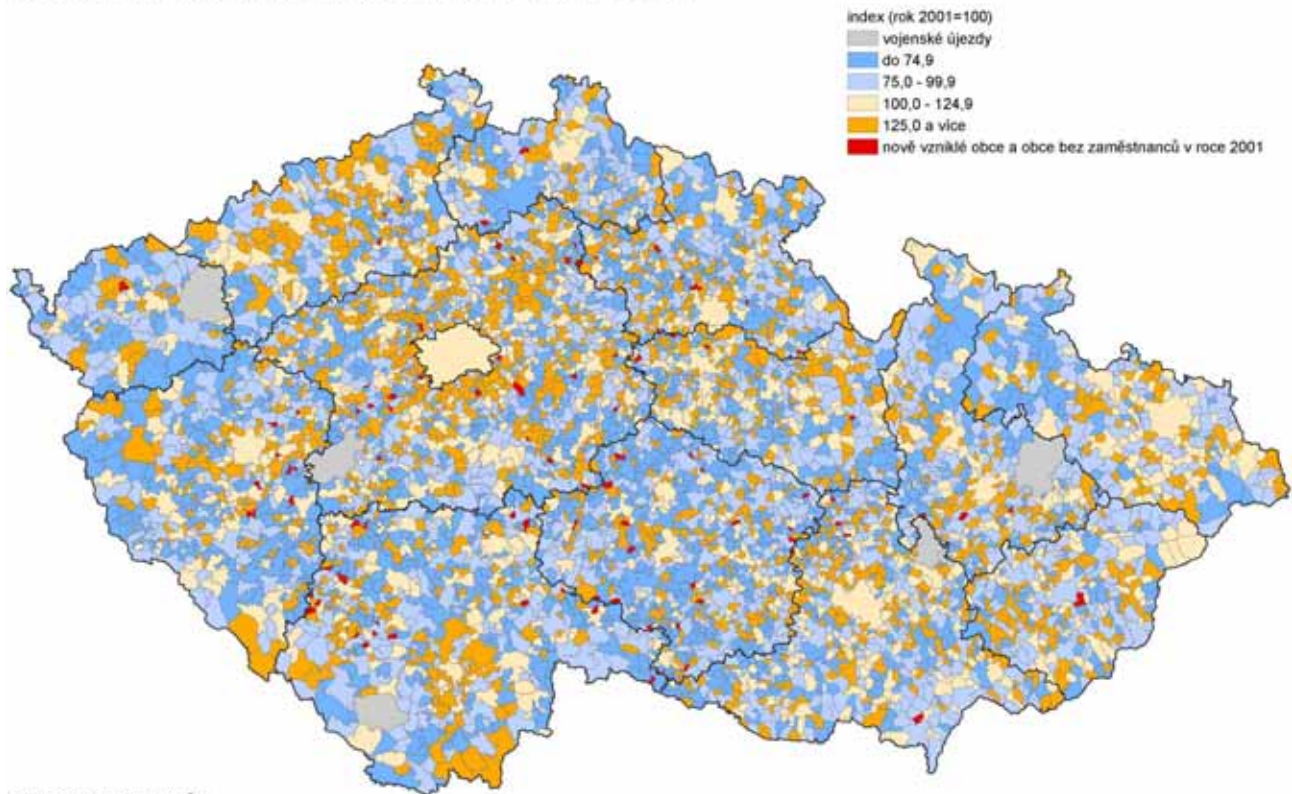 index (rok 2001=100)
vojenské újezdy
do 74,9
75,0 - 99,9
100,0 - 124,9
125,0 a více
nově vzniklé obce a obce bez zaměstnanců v roce 2001